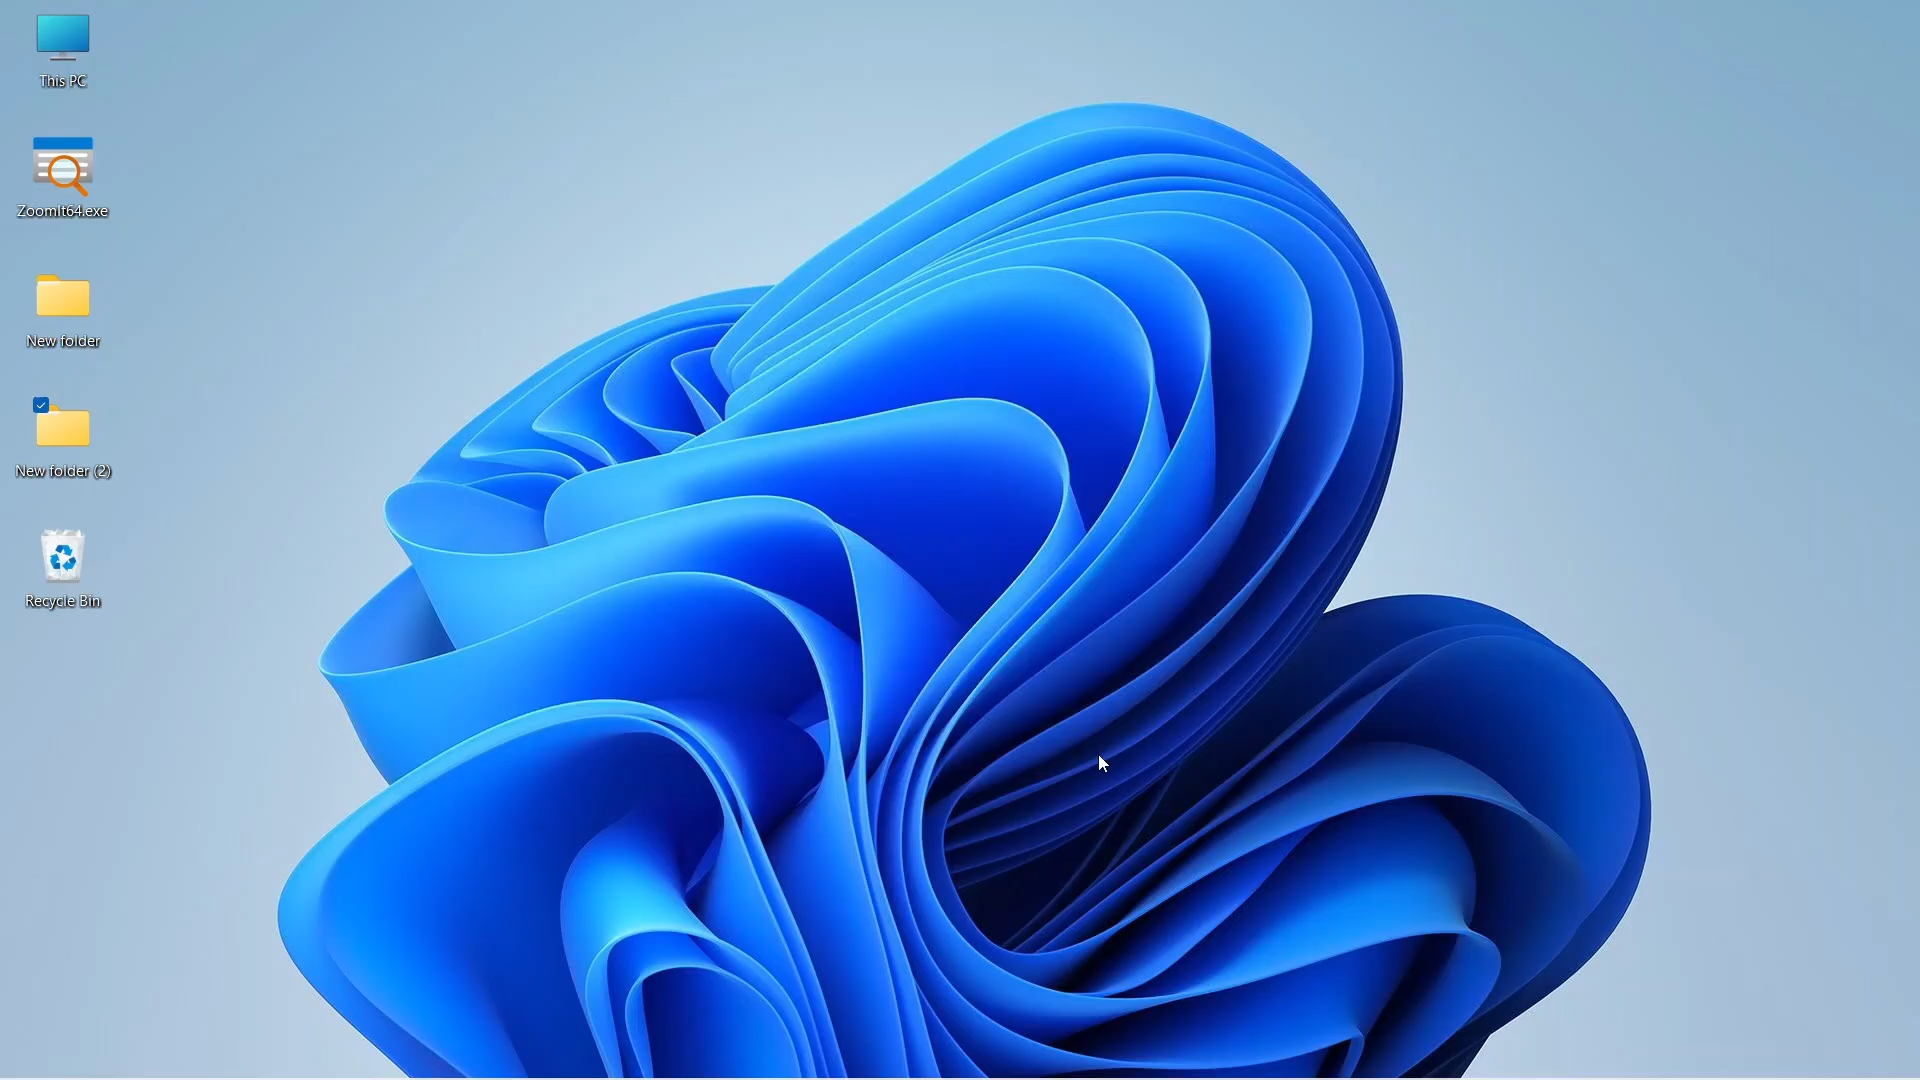 This PC
ZoomIt64.exe
New folder
New folder (2)
Recycle Bin